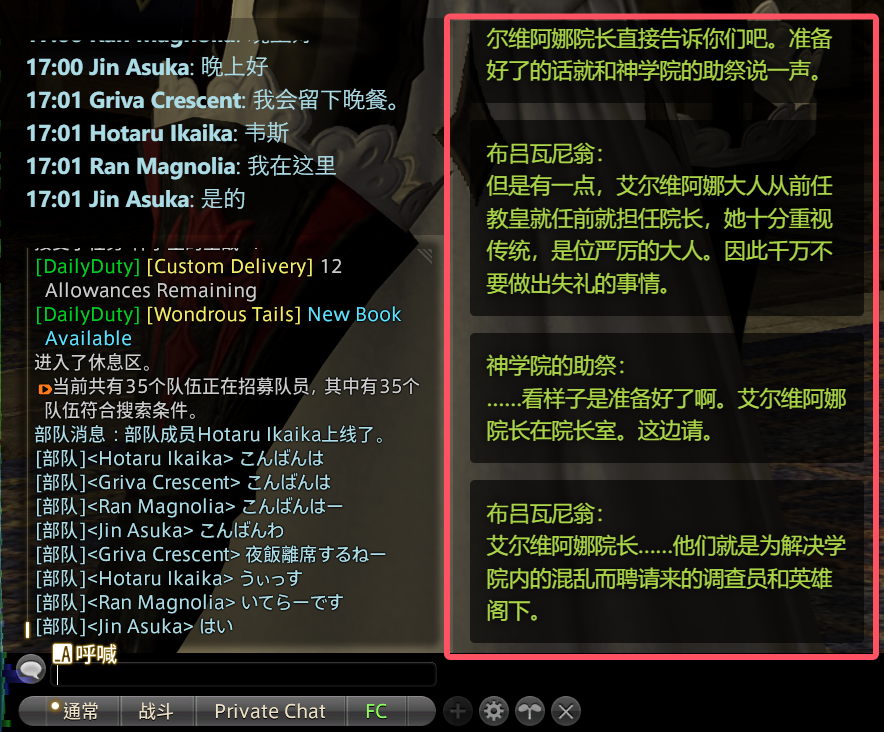 17:00 Jin Asuka: 晚上好
17:01 Griva Crescent: 我会留下晚餐。
17:01 Hotaru Ikaika: 韦斯
17:01 Ran Magnolia: 我在这里
17:01 Jin Asuka: 是的
[DailyDuty] [Custom Delivery] 12
Allowances Remaining
[DailyDuty] [Wondrous Tails] New Book
Available
进入了休息区。
当前共有35个队伍正在招募队员, 其中有35个
队伍符合搜索条件。
部队消息：部队成员Hotaru Ikaika上线了。
[部队]<Hotaru Ikaika> こんばんは
[部队]<Griva Crescent> こんばんは
[部队]<Ran Magnolia> こんばんはー
[部队]<Jin Asuka> こんばんわ
[部队]<Griva Crescent> 夜飯離席するねー
[部队]<Hotaru Ikaika> うぃっす
[部队]<Ran Magnolia> いてらーです
[部队]<Jin Asuka> はい
A 呼喊
通常 战斗 Private Chat FC
尔维阿娜院长直接告诉你们吧。准备
好了的话就和神学院的助祭说一声。
布吕瓦尼翁：
但是有一点，艾尔维阿娜大人从前任
教皇就任前就担任院长，她十分重视
传统，是位严厉的大人。因此千万不
要做出失礼的事情。
神学院的助祭：
……看样子是准备好了啊。艾尔维阿娜
院长在院长室。这边请。
布吕瓦尼翁：
艾尔维阿娜院长……他们就是为解决学
院内的混乱而聘请来的调查员和英雄
阁下。